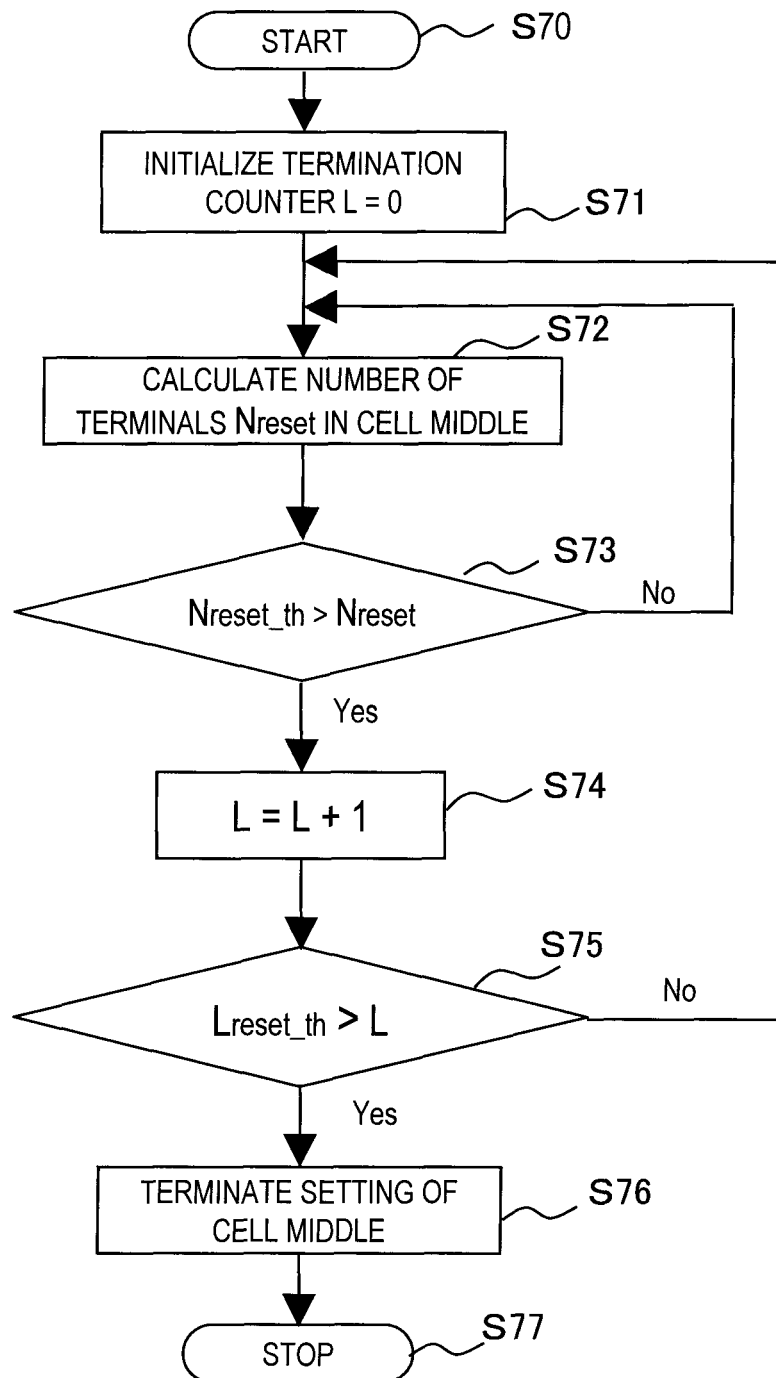 START
S70
INITIALIZE TERMINATION
COUNTER L = 0
S71
S72
CALCULATE NUMBER OF
TERMINALS Nreset IN CELL MIDDLE
S73
Nreset_th > Nreset
No
Yes
S74
L = L + 1
S75
Lreset_th > L
No
Yes
TERMINATE SETTING OF
CELL MIDDLE
S76
STOP
S77